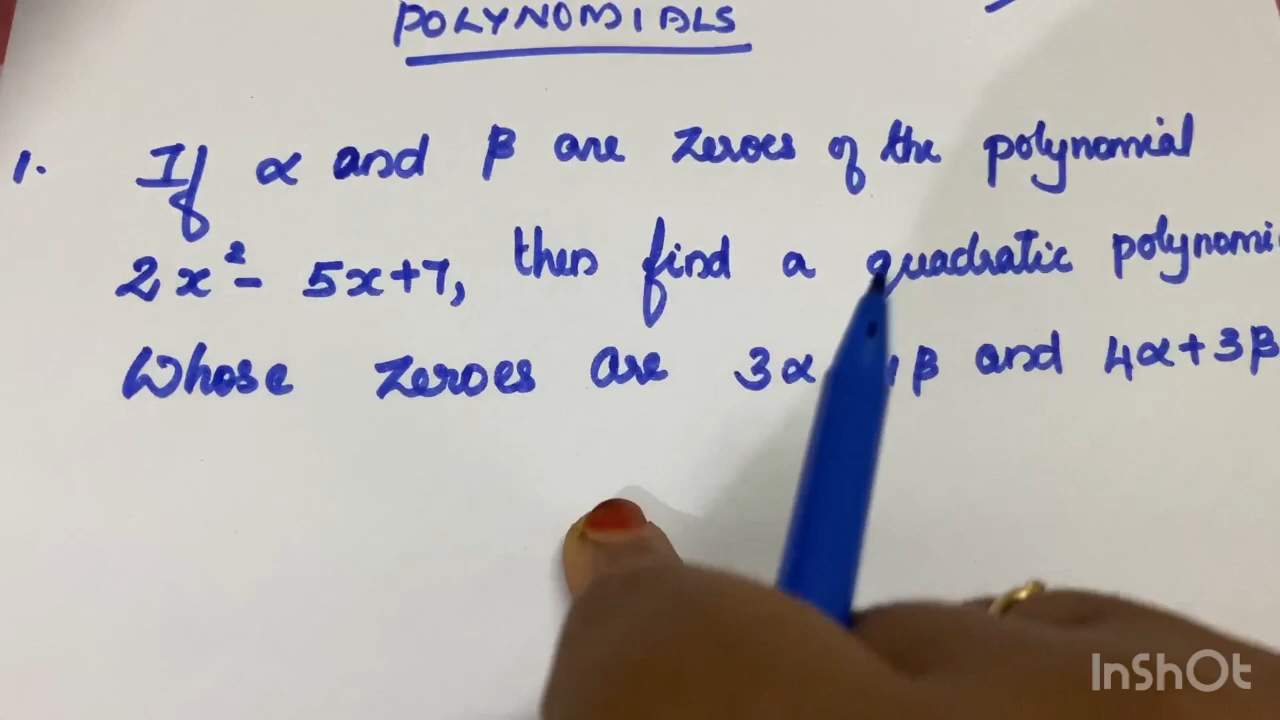 POLYNOMIALS
1. If α and β are zeroes of the polynomial
2x² - 5x+7, then find a quadratic polynomi
Whose zeroes are 3α β and 4α+3β
InShOt